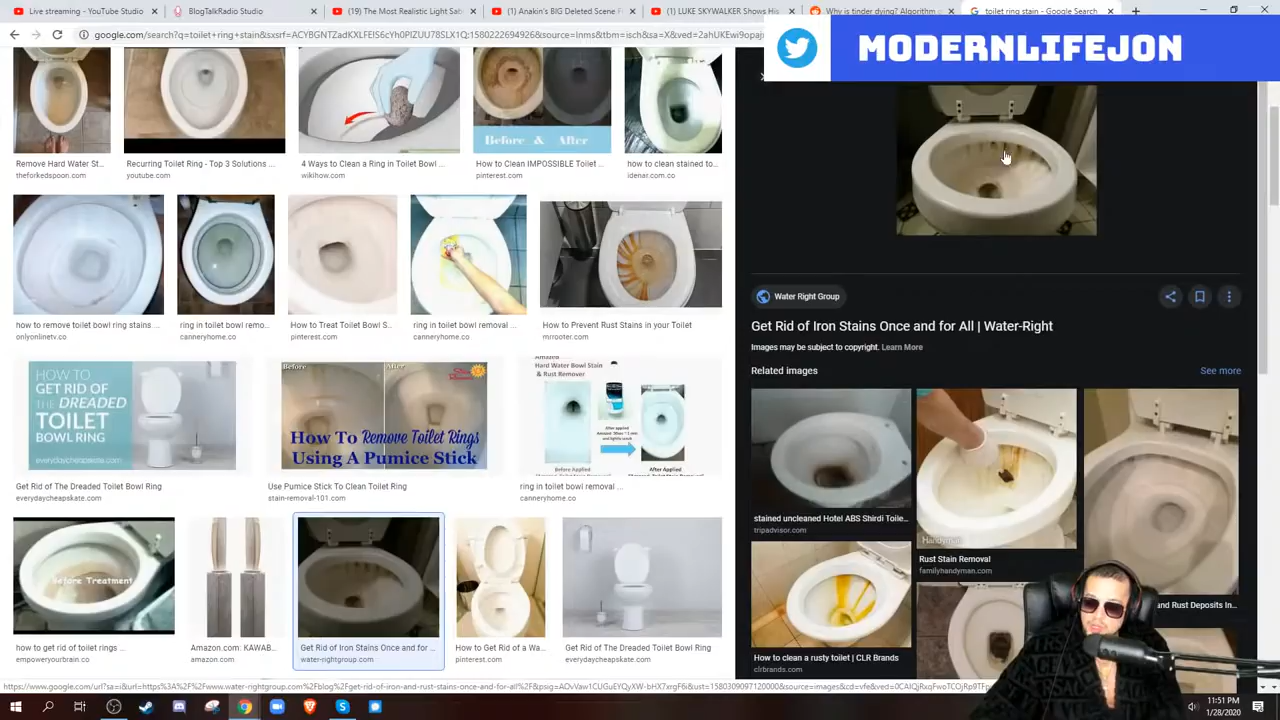 Live streaming - YouTube Studio
BlogTalkRadio Studio
(19) The Most Realistic Light Sa
(1) Anakin's BIG Deleted Scene F
(1) LUKE SKYWALKER Shows His
Why is tinder dying? Algorithm o
toilet ring stain - Google Search
MODERNLIFEJON
Remove Hard Water St...
theforkedspoon.com
Recurring Toilet Ring - Top 3 Solutions ...
youtube.com
4 Ways to Clean a Ring in Toilet Bowl ...
wikihow.com
Before & After
How to Clean IMPOSSIBLE Toilet ...
pinterest.com
how to clean stained to...
idenar.com.co
how to remove toilet bowl ring stains ...
onlyonlinetv.co
ring in toilet bowl remo...
canneryhome.co
How to Treat Toilet Bowl S...
pinterest.com
ring in toilet bowl removal ...
canneryhome.co
How to Prevent Rust Stains in your Toilet
mrrooter.com
Water Right Group
Get Rid of Iron Stains Once and for All | Water-Right
Images may be subject to copyright. Learn More
Related images
See more
HOW TO
GET RID OF
THE DREADED
TOILET
BOWL RING
Get Rid of The Dreaded Toilet Bowl Ring
everydaycheapskate.com
Before
After
How To Remove Toilet Rings
Using A Pumice Stick
Use Pumice Stick To Clean Toilet Ring
stain-removal-101.com
Hard Water Bowl Stain
& Rust Remover
Before Applied
After Applied
ring in toilet bowl removal ...
canneryhome.co
stained uncleaned Hotel ABS Shirdi Toile...
tripadvisor.com
Handyman
Rust Stain Removal
familyhandyman.com
and Rust Deposits In...
How to clean a rusty toilet | CLR Brands
clrbrands.com
Before Treatment
how to get rid of toilet rings ...
empoweryourbrain.co
Amazon.com: KAWAB...
amazon.com
Get Rid of Iron Stains Once and for ...
water-rightgroup.com
How to Get Rid of a Wa...
pinterest.com
Get Rid Of The Dreaded Toilet Bowl Ring
everydaycheapskate.com
11:51 PM
1/28/2020